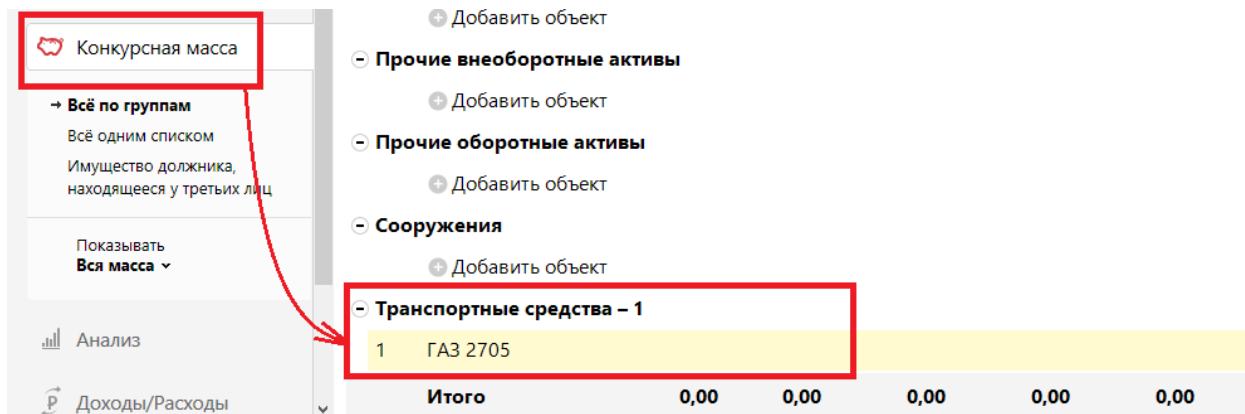 Конкурсная масса
→ Всё по группам
Всё одним списком
Имущество должника,
находящееся у третьих лиц
Показывать
Вся масса
Анализ
Доходы/Расходы
Добавить объект
Прочие внеоборотные активы
Добавить объект
Прочие оборотные активы
Добавить объект
Сооружения
Добавить объект
Транспортные средства – 1
1 ГАЗ 2705
Итого 0,00 0,00 0,00 0,00 0,00